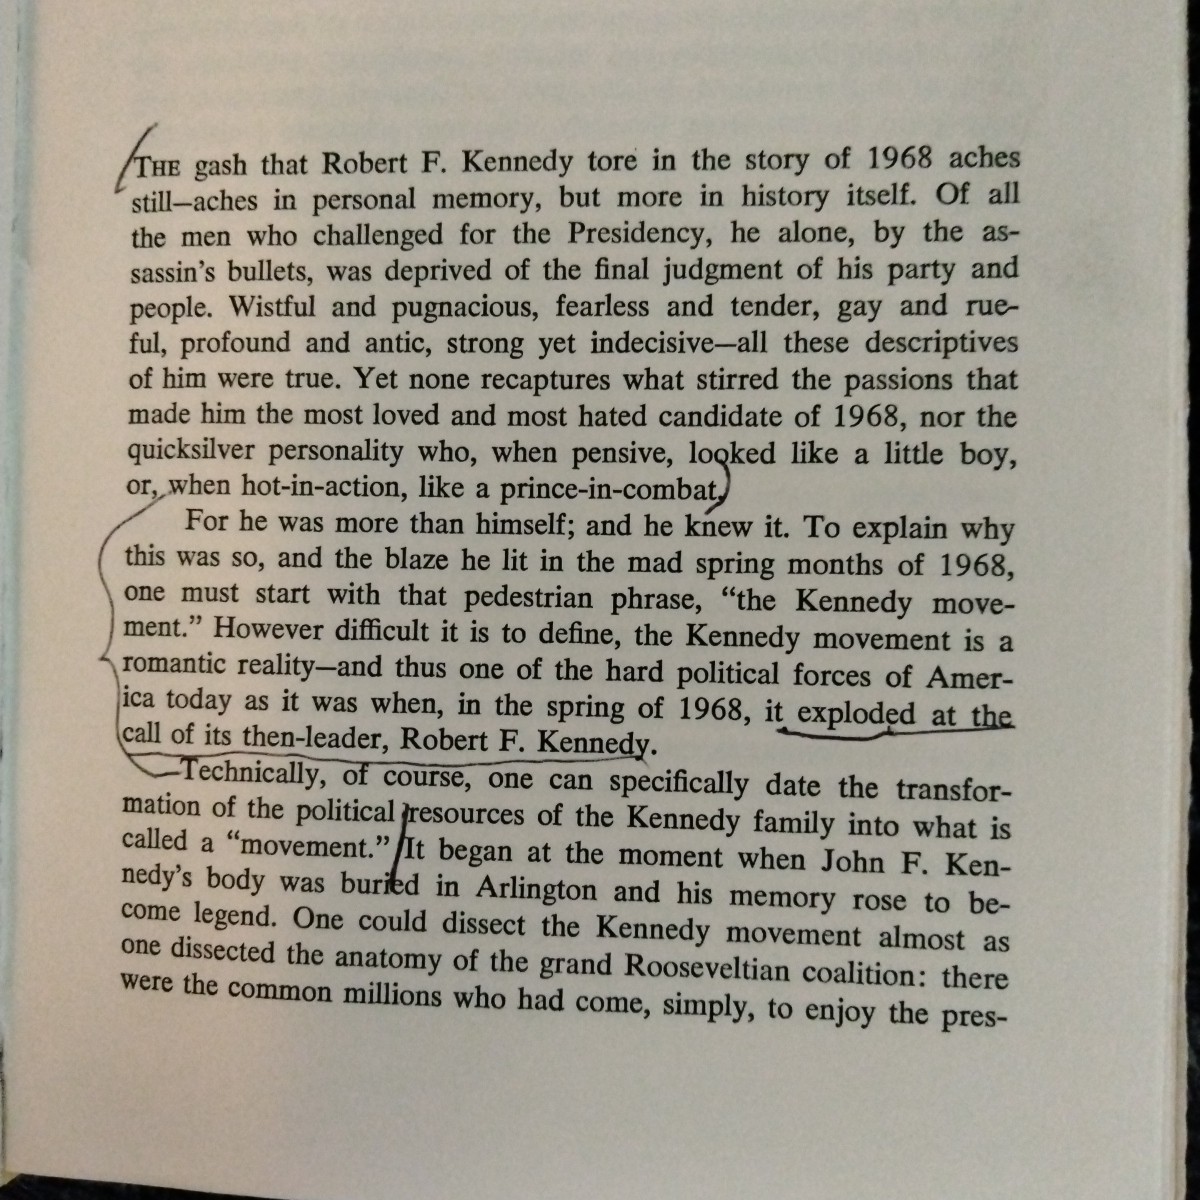 THE gash that Robert F. Kennedy tore in the story of 1968 aches
still—aches in personal memory, but more in history itself. Of all
the men who challenged for the Presidency, he alone, by the as-
sassin's bullets, was deprived of the final judgment of his party and
people. Wistful and pugnacious, fearless and tender, gay and rue-
ful, profound and antic, strong yet indecisive—all these descriptives
of him were true. Yet none recaptures what stirred the passions that
made him the most loved and most hated candidate of 1968, nor the
quicksilver personality who, when pensive, looked like a little boy,
or, when hot-in-action, like a prince-in-combat.
For he was more than himself; and he knew it. To explain why
this was so, and the blaze he lit in the mad spring months of 1968,
one must start with that pedestrian phrase, “the Kennedy move-
ment.” However difficult it is to define, the Kennedy movement is a
romantic reality—and thus one of the hard political forces of Amer-
ica today as it was when, in the spring of 1968, it exploded at the
call of its then-leader, Robert F. Kennedy.
Technically, of course, one can specifically date the transfor-
mation of the political resources of the Kennedy family into what is
called a “movement.” It began at the moment when John F. Ken-
nedy's body was buried in Arlington and his memory rose to be-
come legend. One could dissect the Kennedy movement almost as
one dissected the anatomy of the grand Rooseveltian coalition: there
were the common millions who had come, simply, to enjoy the pres-